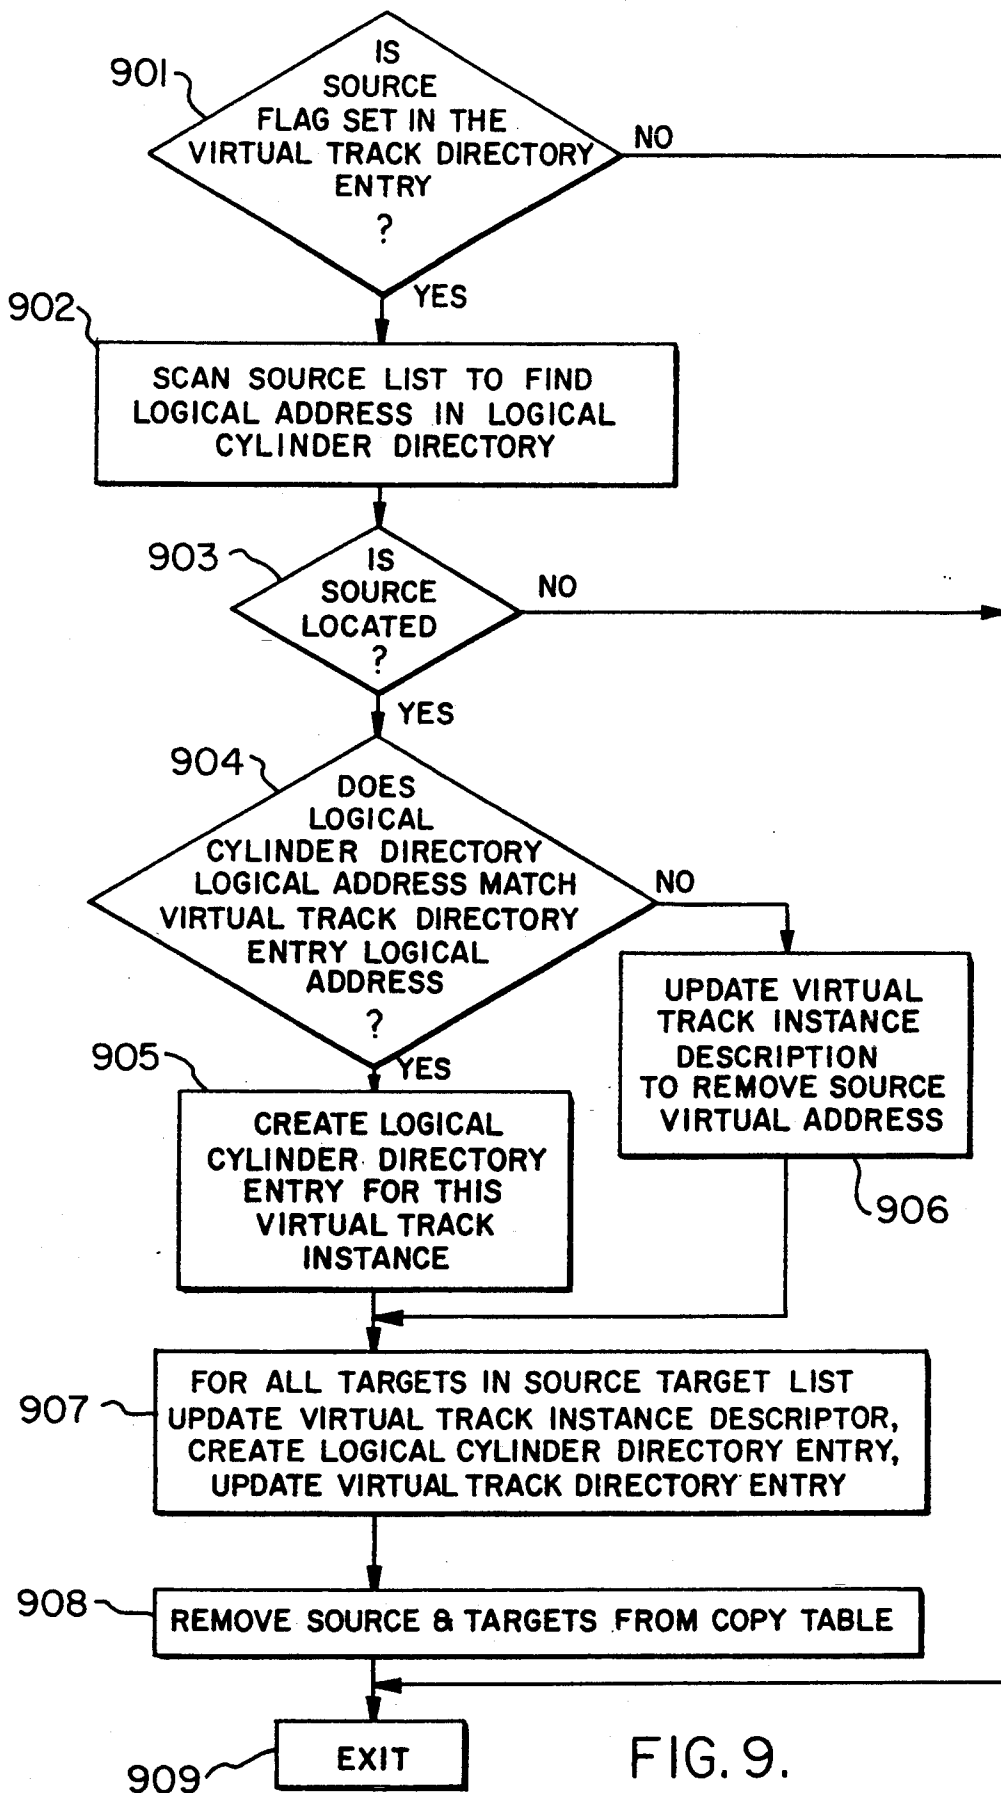 901
IS
SOURCE
FLAG SET IN THE
VIRTUAL TRACK DIRECTORY
ENTRY
?
NO
YES
902
SCAN SOURCE LIST TO FIND
LOGICAL ADDRESS IN LOGICAL
CYLINDER DIRECTORY
903
IS
SOURCE
LOCATED
?
NO
YES
904
DOES
LOGICAL
CYLINDER DIRECTORY
LOGICAL ADDRESS MATCH
VIRTUAL TRACK DIRECTORY
ENTRY LOGICAL
ADDRESS
?
NO
YES
905
CREATE LOGICAL
CYLINDER DIRECTORY
ENTRY FOR THIS
VIRTUAL TRACK
INSTANCE
UPDATE VIRTUAL
TRACK INSTANCE
DESCRIPTION
TO REMOVE SOURCE
VIRTUAL ADDRESS
906
907
FOR ALL TARGETS IN SOURCE TARGET LIST
UPDATE VIRTUAL TRACK INSTANCE DESCRIPTOR,
CREATE LOGICAL CYLINDER DIRECTORY ENTRY,
UPDATE VIRTUAL TRACK DIRECTORY ENTRY
908
REMOVE SOURCE & TARGETS FROM COPY TABLE
909
EXIT
FIG. 9.